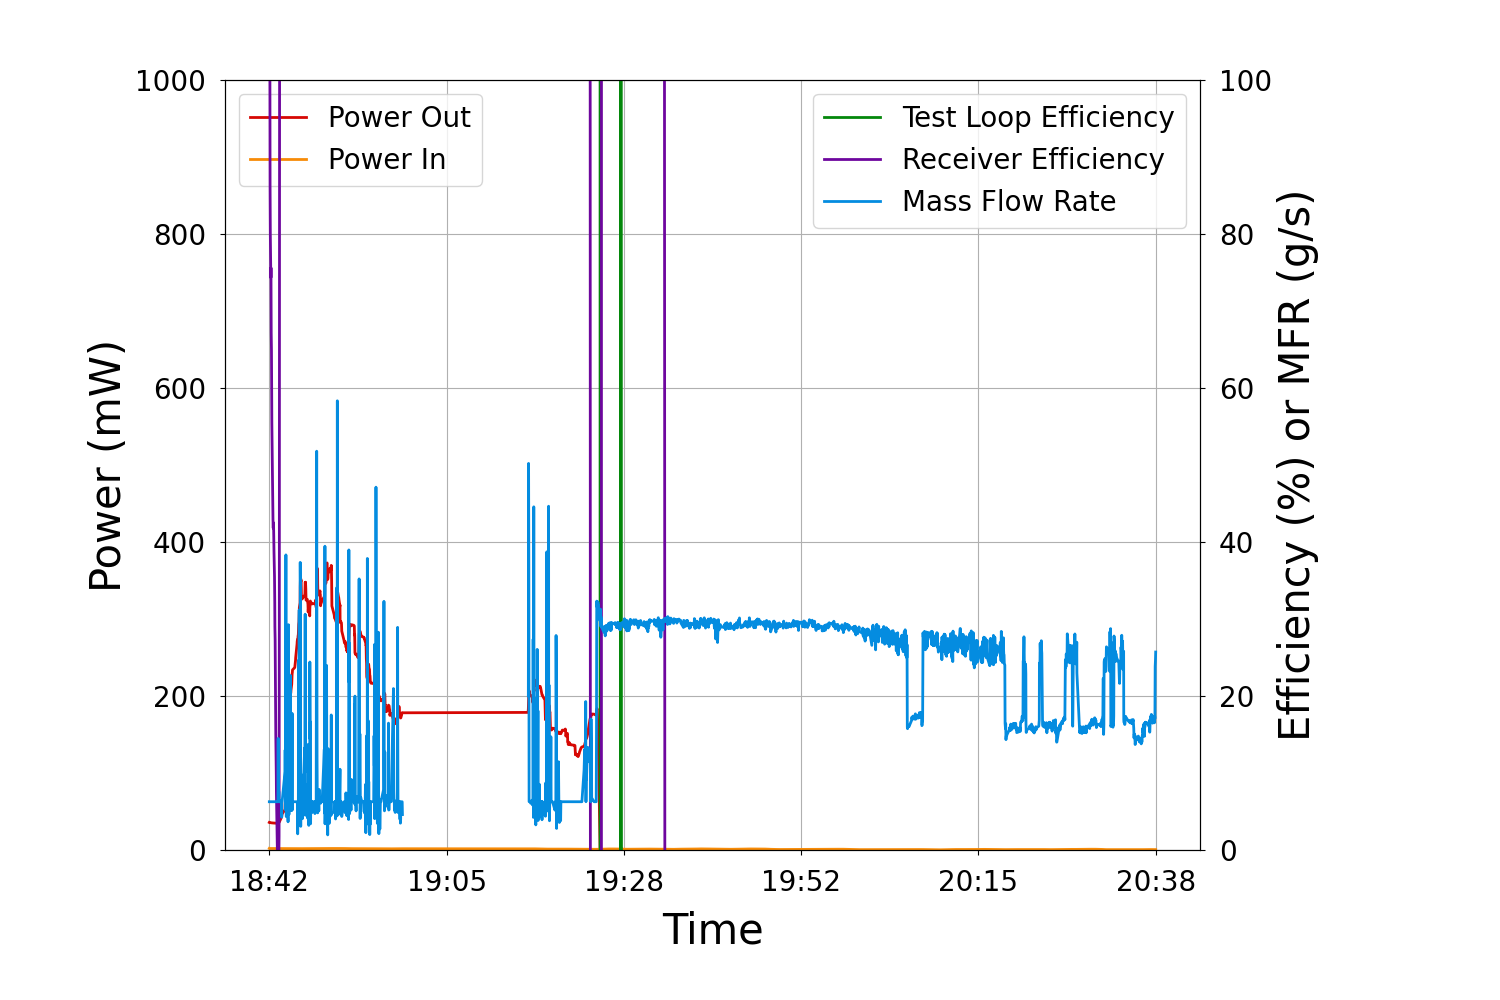 1000
800
600
400
200
0
Power (mW)
Power Out
Power In
Test Loop Efficiency
Receiver Efficiency
Mass Flow Rate
100
80
60
40
20
0
Efficiency (%) or MFR (g/s)
18:42
19:05
19:28
19:52
20:15
20:38
Time